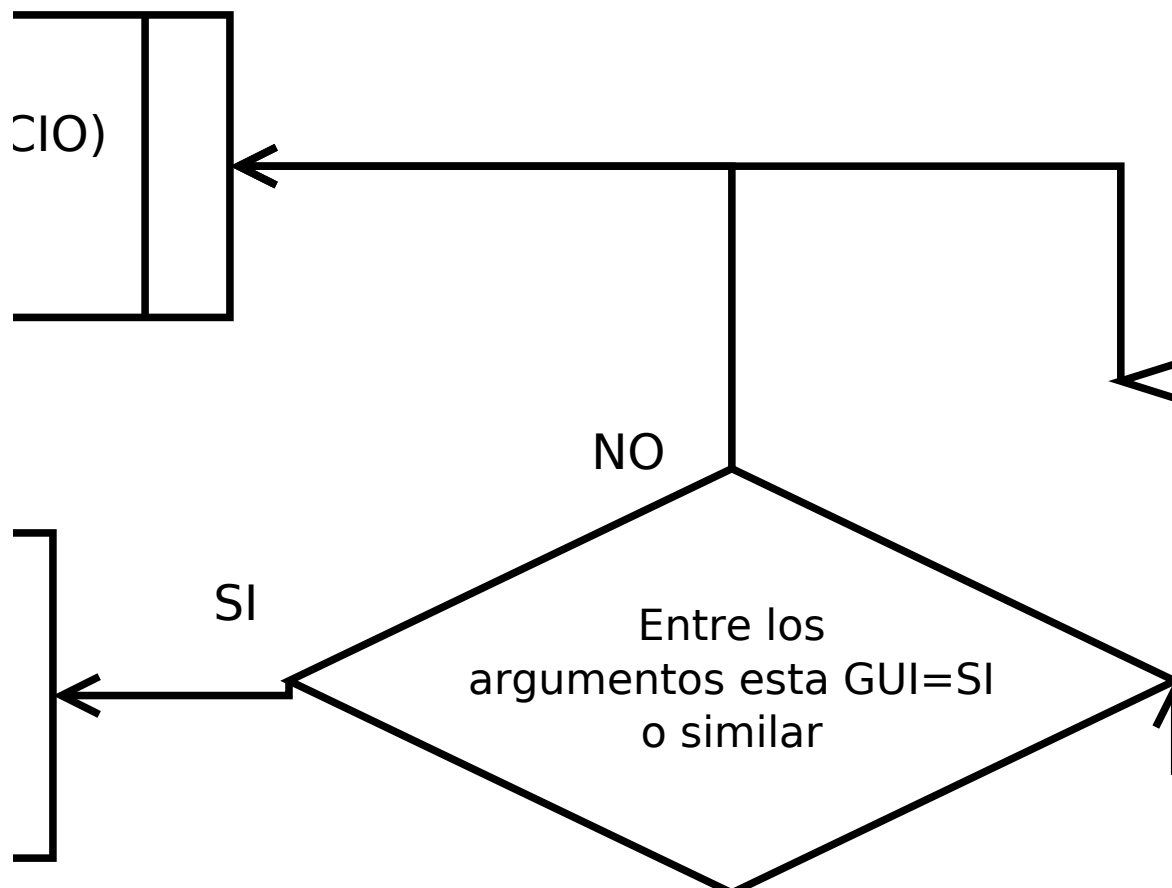 CIO)
NO
SI
Entre los
argumentos esta GUI=SI
o similar